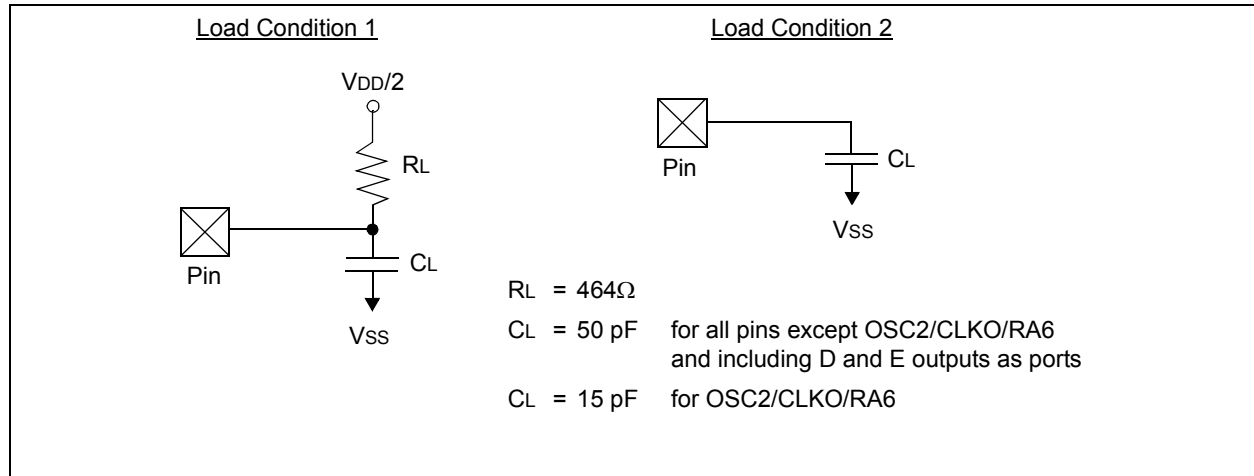 Load Condition 1
VDD/2
RL
Pin
CL
VSS
Load Condition 2
Pin
CL
VSS
RL = 464Ω
CL = 50 pF for all pins except OSC2/CLKO/RA6
and including D and E outputs as ports
CL = 15 pF for OSC2/CLKO/RA6